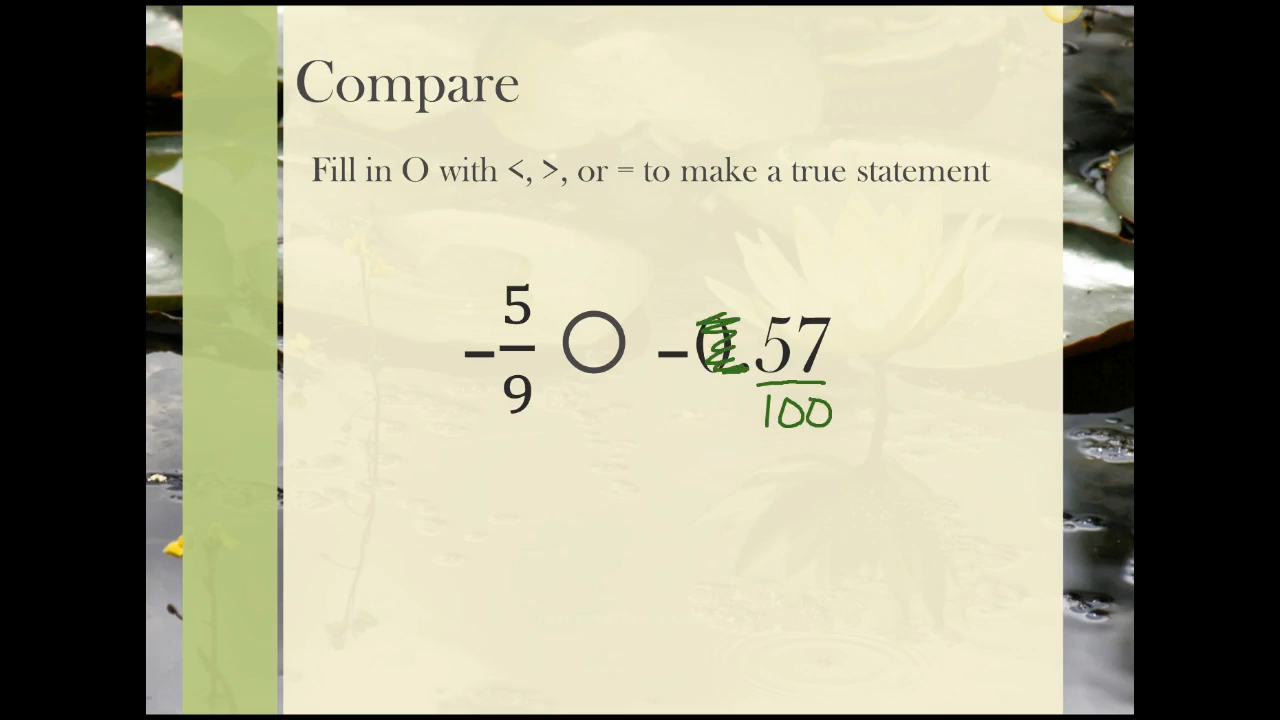 Compare
Fill in O with <, >, or = to make a true statement
-5/9 O -0.57
100